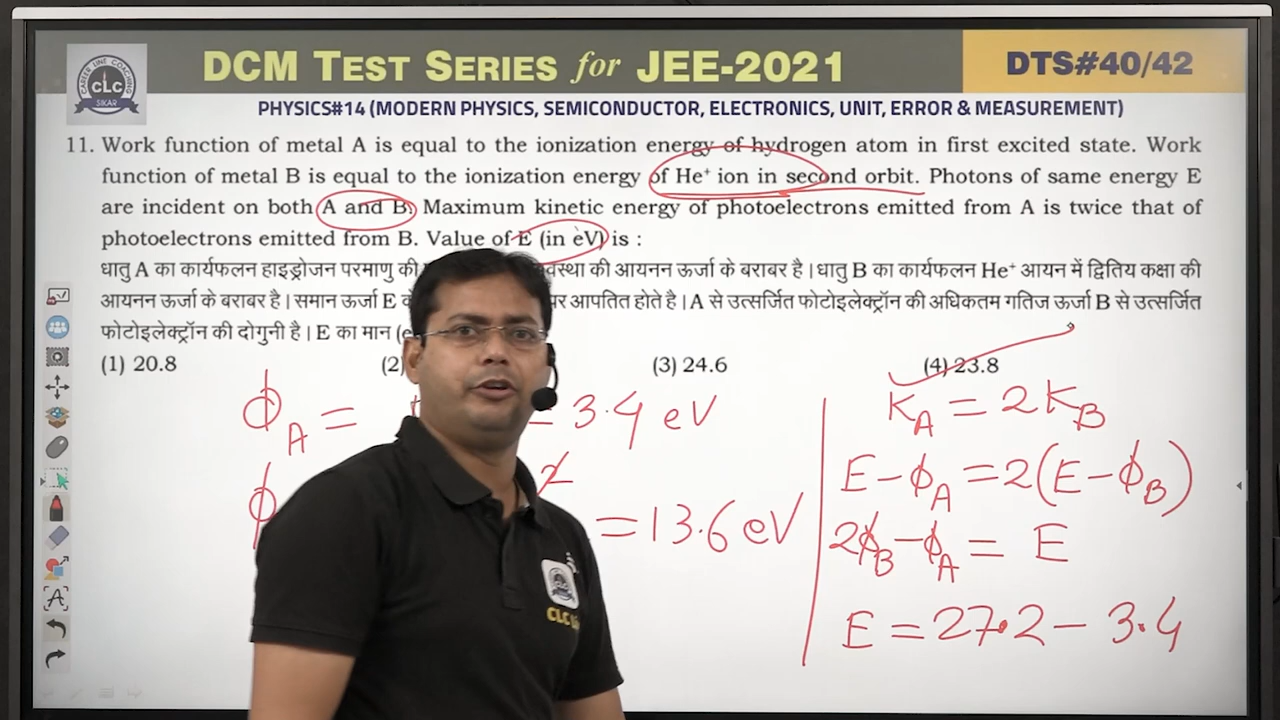 DCM TEST SERIES for JEE-2021
DTS#40/42
CAREER LINE COACHING
CLC
SIKAR
PHYSICS#14 (MODERN PHYSICS, SEMICONDUCTOR, ELECTRONICS, UNIT, ERROR & MEASUREMENT)
11. Work function of metal A is equal to the ionization energy of hydrogen atom in first excited state. Work
function of metal B is equal to the ionization energy of He⁺ ion in second orbit. Photons of same energy E
are incident on both A and B. Maximum kinetic energy of photoelectrons emitted from A is twice that of
photoelectrons emitted from B. Value of E (in eV) is :
धातु A का कार्यफलन हाइड्रोजन परमाणु की वस्था की आयनन ऊर्जा के बराबर है। धातु B का कार्यफलन He⁺ आयन में द्वितिय कक्षा की
आयनन ऊर्जा के बराबर है। समान ऊर्जा E पर आपतित होते है। A से उत्सर्जित फोटोइलेक्ट्रॉन की अधिकतम गतिज ऊर्जा B से उत्सर्जित
फोटोइलेक्ट्रॉन की दोगुनी है। E का मान (e
(1) 20.8 (2) (3) 24.6 (4) 23.8
ϕA = = 3.4 eV
ϕ 2
= 13.6 eV
KA = 2KB
E-ϕA = 2(E-ϕB)
2ϕB-ϕA = E
E = 27.2 - 3.4
CLC